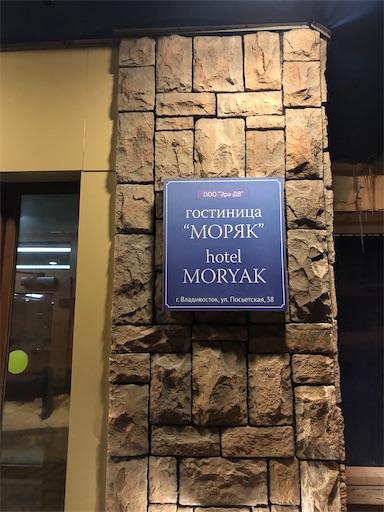 ООО "Эра-ДВ"
гостиница
“МОРЯК”
hotel
MORYAK
г. Владивосток, ул. Посьетская, 38